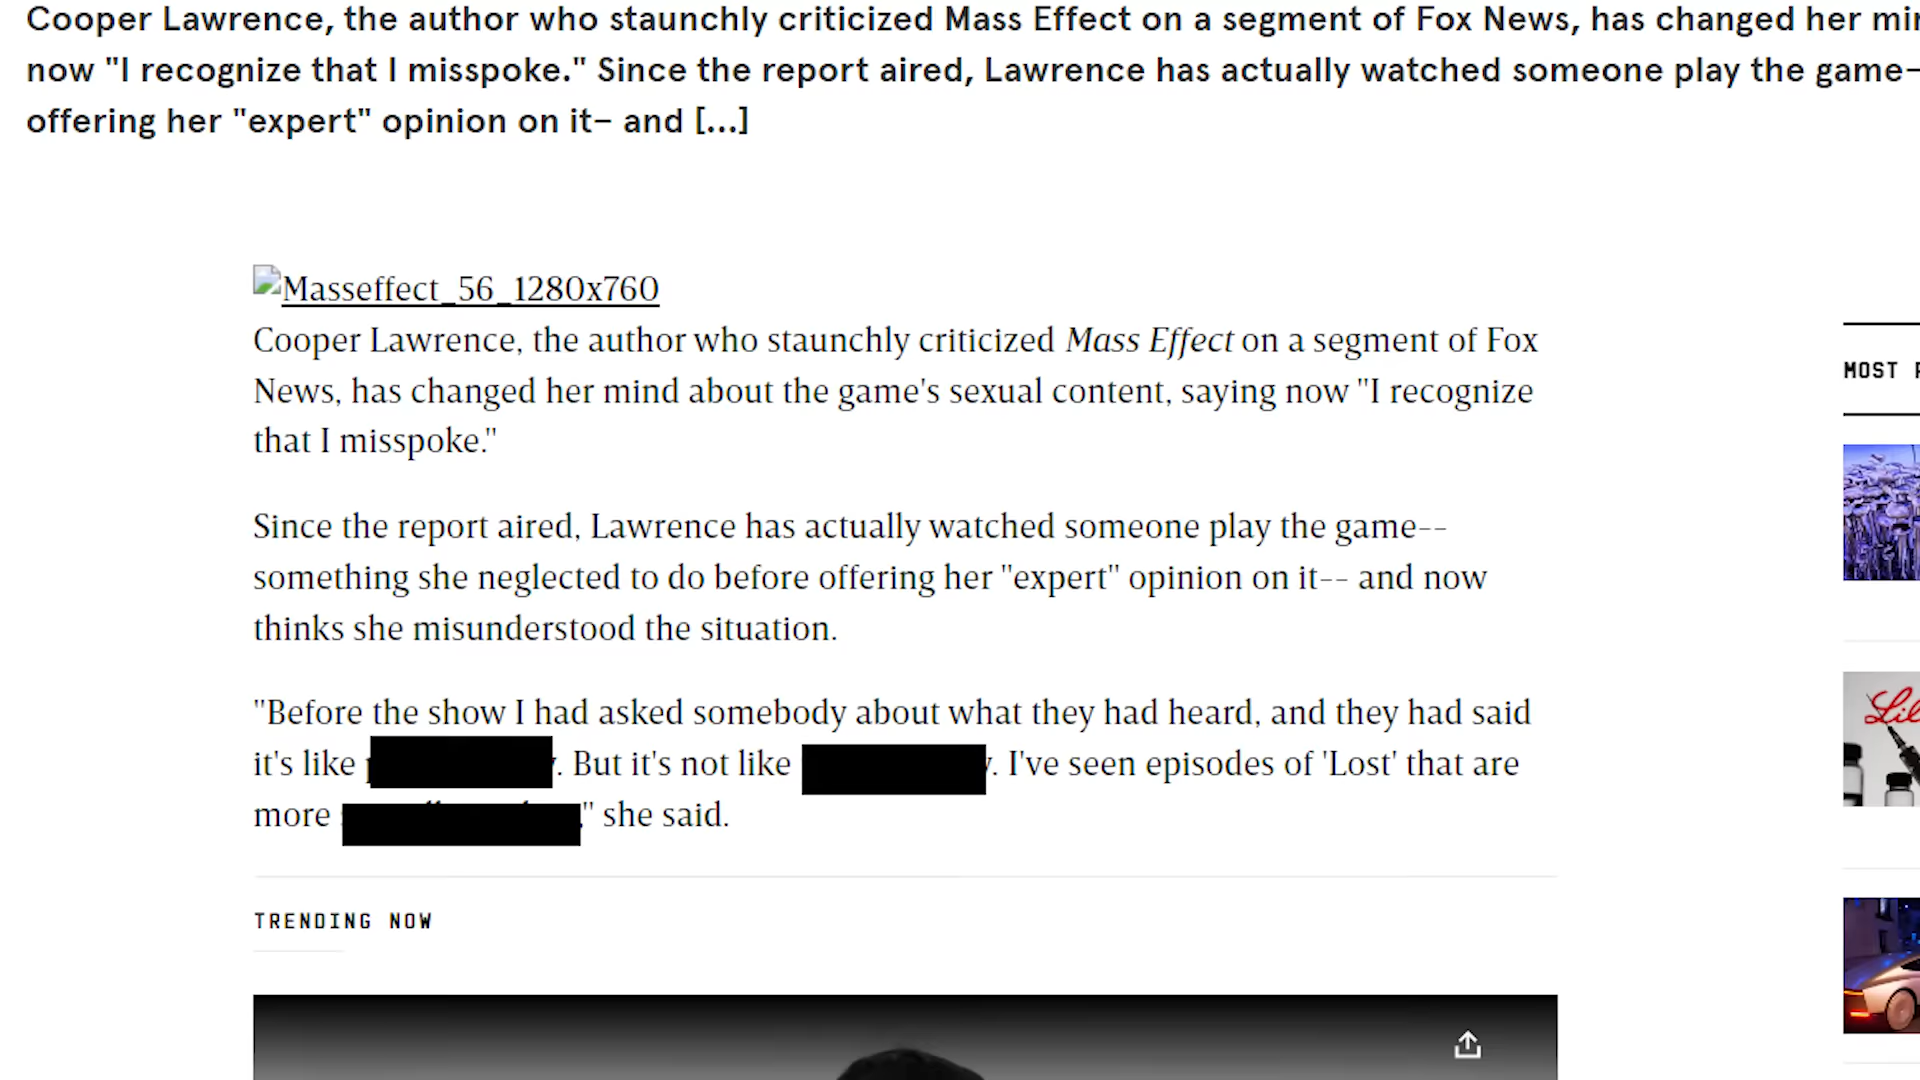 Cooper Lawrence, the author who staunchly criticized Mass Effect on a segment of Fox News, has changed her
now "I recognize that I misspoke." Since the report aired, Lawrence has actually watched someone play the game–
offering her "expert" opinion on it– and [...]
Masseffect_56_1280x760
Cooper Lawrence, the author who staunchly criticized Mass Effect on a segment of Fox
News, has changed her mind about the game's sexual content, saying now "I recognize
that I misspoke."
Since the report aired, Lawrence has actually watched someone play the game--
something she neglected to do before offering her "expert" opinion on it-- and now
thinks she misunderstood the situation.
"Before the show I had asked somebody about what they had heard, and they had said
it's like . But it's not like . I've seen episodes of 'Lost' that are
more " she said.
MOST
TRENDING NOW